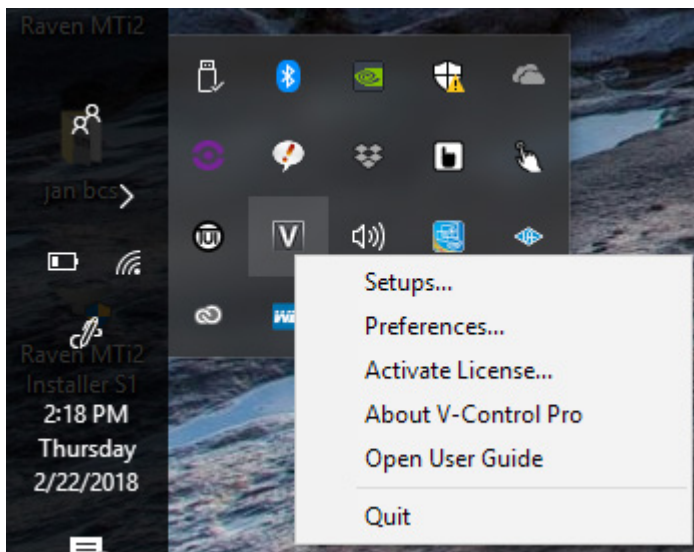 Raven MTi2
jan bcs
Raven MTi2
Installer S1
2:18 PM
Thursday
2/22/2018
V
Setups...
Preferences...
Activate License...
About V-Control Pro
Open User Guide
Quit